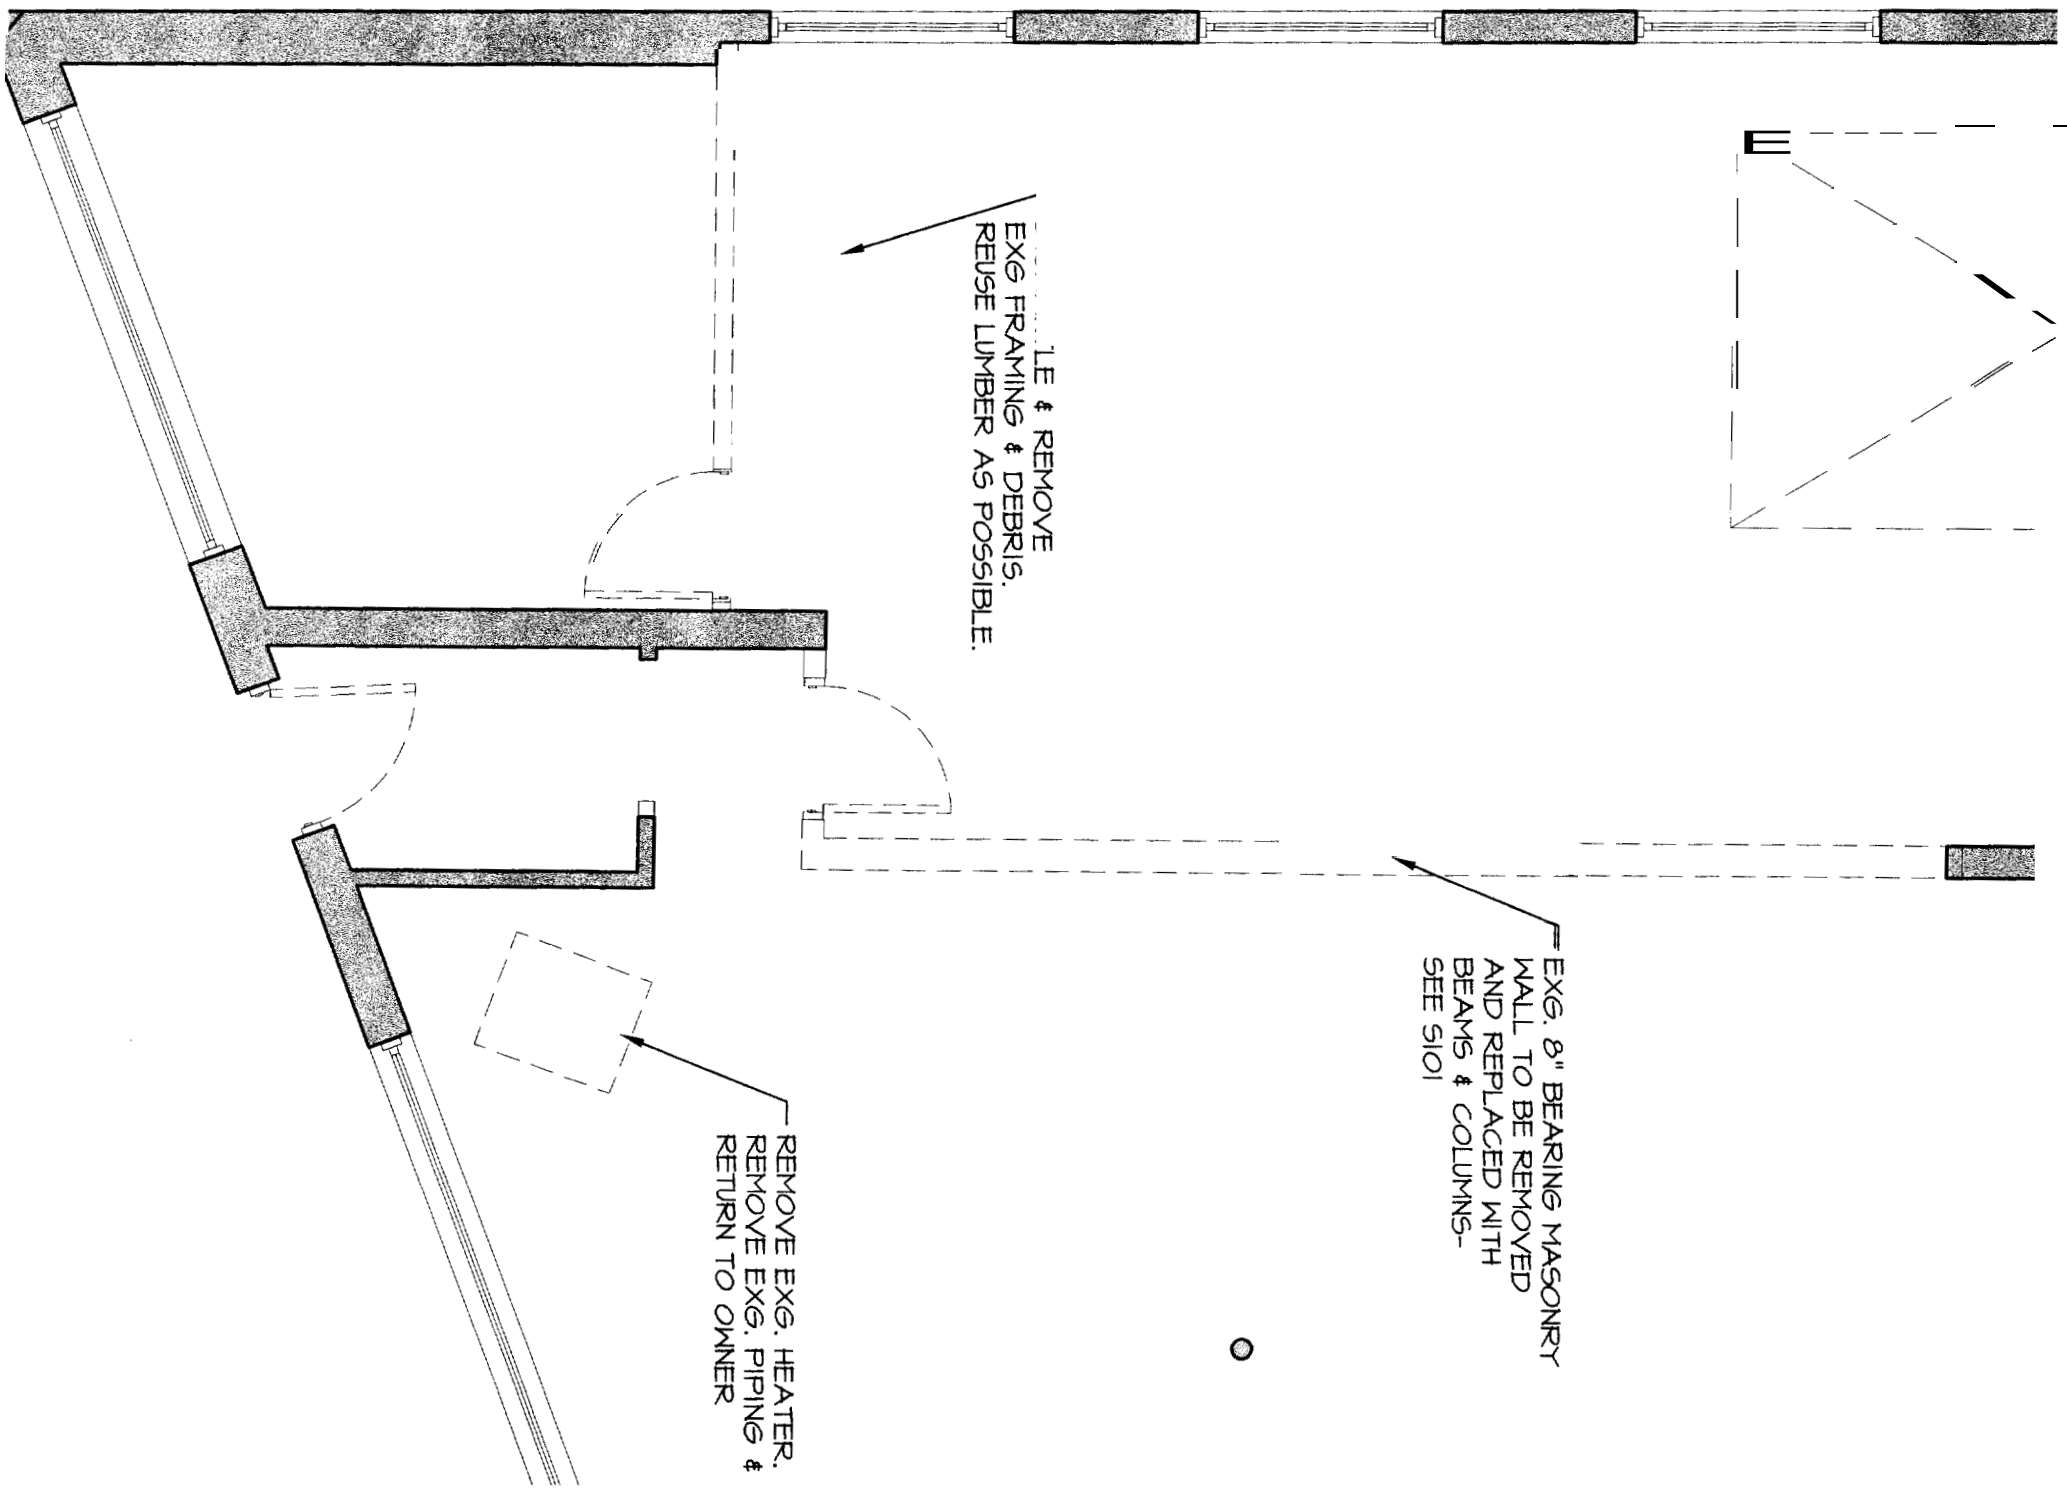 & REMOVE
EXG FRAMING & DEBRIS.
REUSE LUMBER AS POSSIBLE.
EXG. 8" BEARING MASONRY
WALL TO BE REMOVED
AND REPLACED WITH
BEAMS & COLUMNS-
SEE S101
REMOVE EXG. HEATER.
REMOVE EXG. PIPING &
RETURN TO OWNER